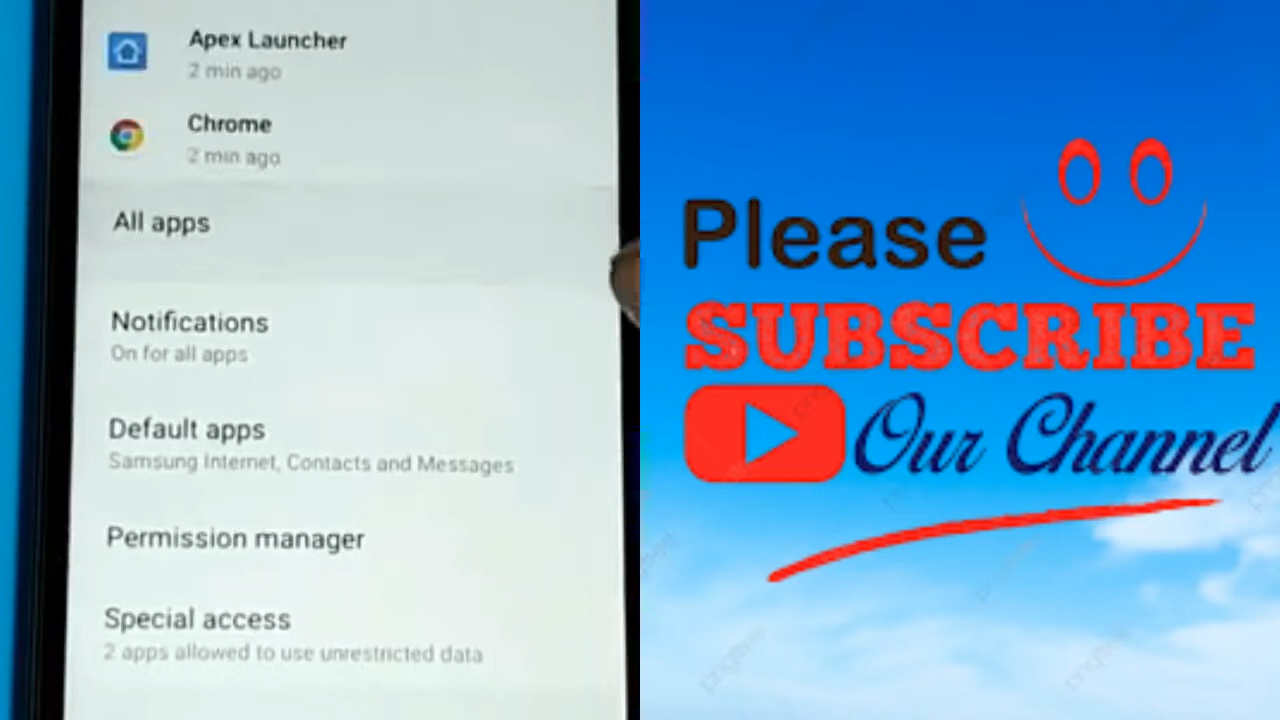 Apex Launcher
2 min ago
Chrome
2 min ago
All apps
Notifications
On for all apps
Default apps
Samsung Internet, Contacts and Messages
Permission manager
Special access
2 apps allowed to use unrestricted data
Please
SUBSCRIBE
Our Channel